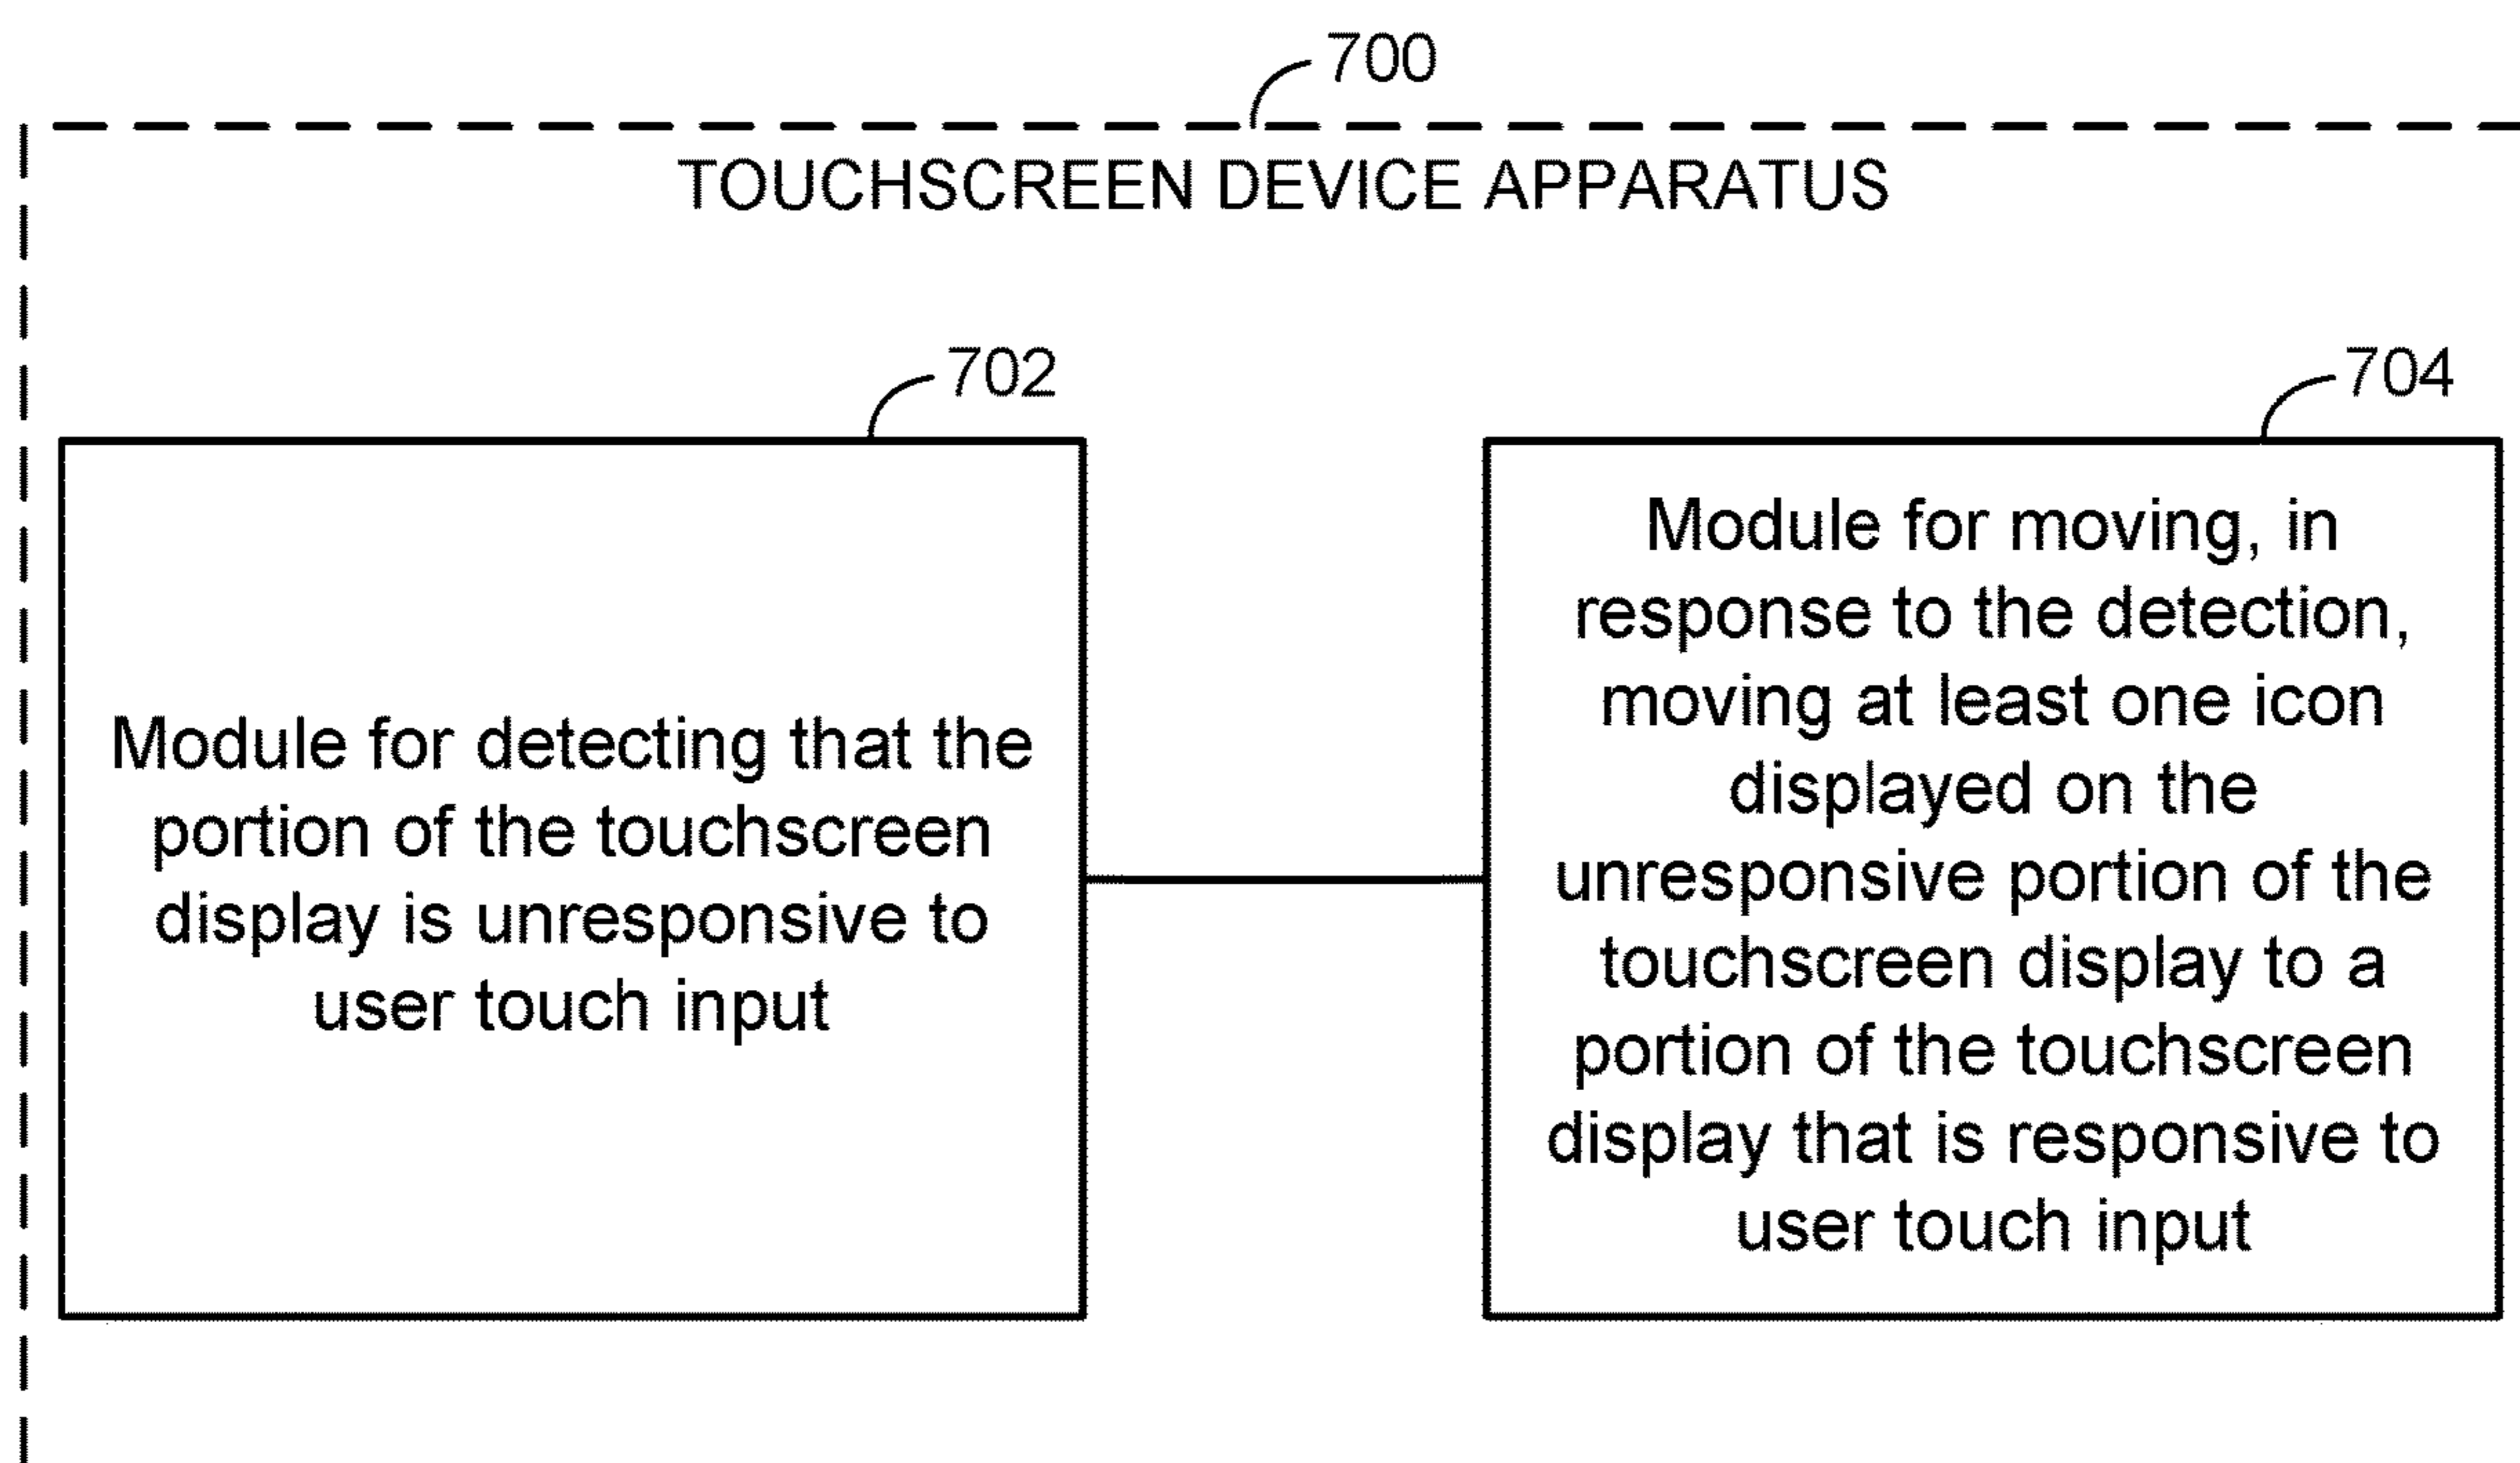 700
TOUCHSCREEN DEVICE APPARATUS
702
Module for detecting that the
portion of the touchscreen
display is unresponsive to
user touch input
704
Module for moving, in
response to the detection,
moving at least one icon
displayed on the
unresponsive portion of the
touchscreen display to a
portion of the touchscreen
display that is responsive to
user touch input